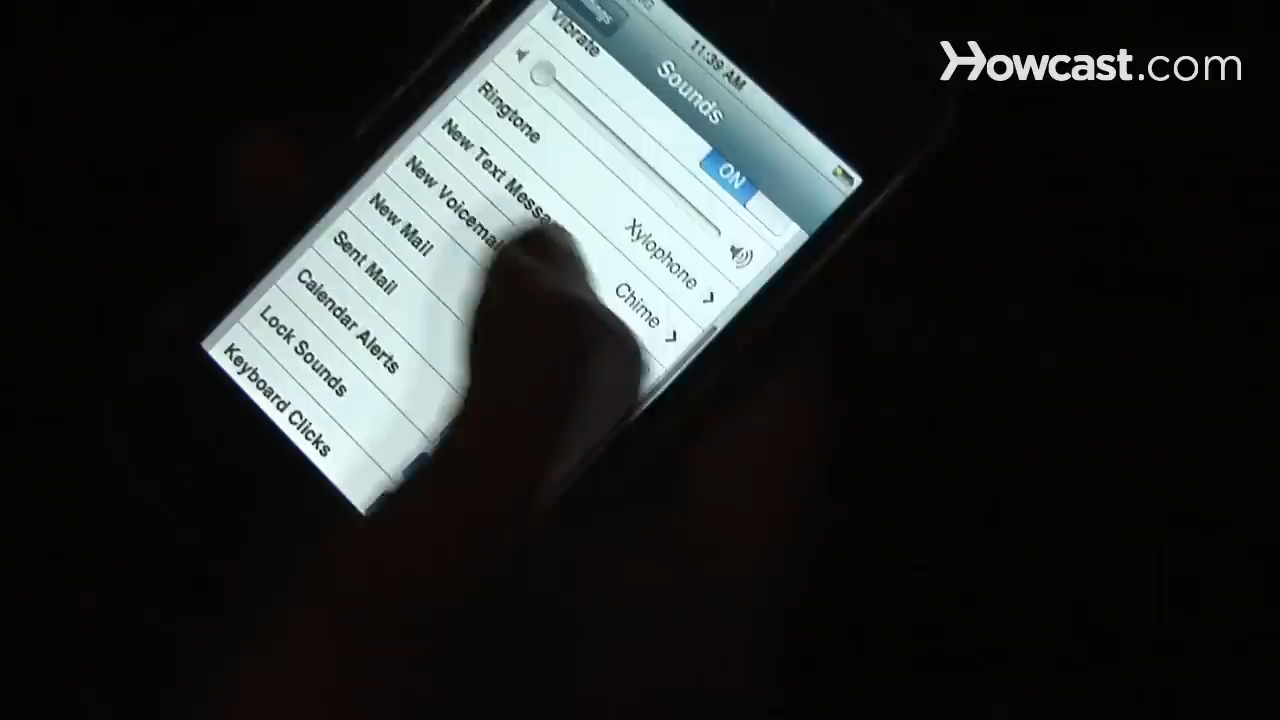 Howcast.com
11:39 AM
Sounds
Vibrate
ON
Ringtone
Xylophone
New Text Messa
Chime
New Voicemail
New Mail
Sent Mail
Calendar Alerts
Lock Sounds
Keyboard Clicks